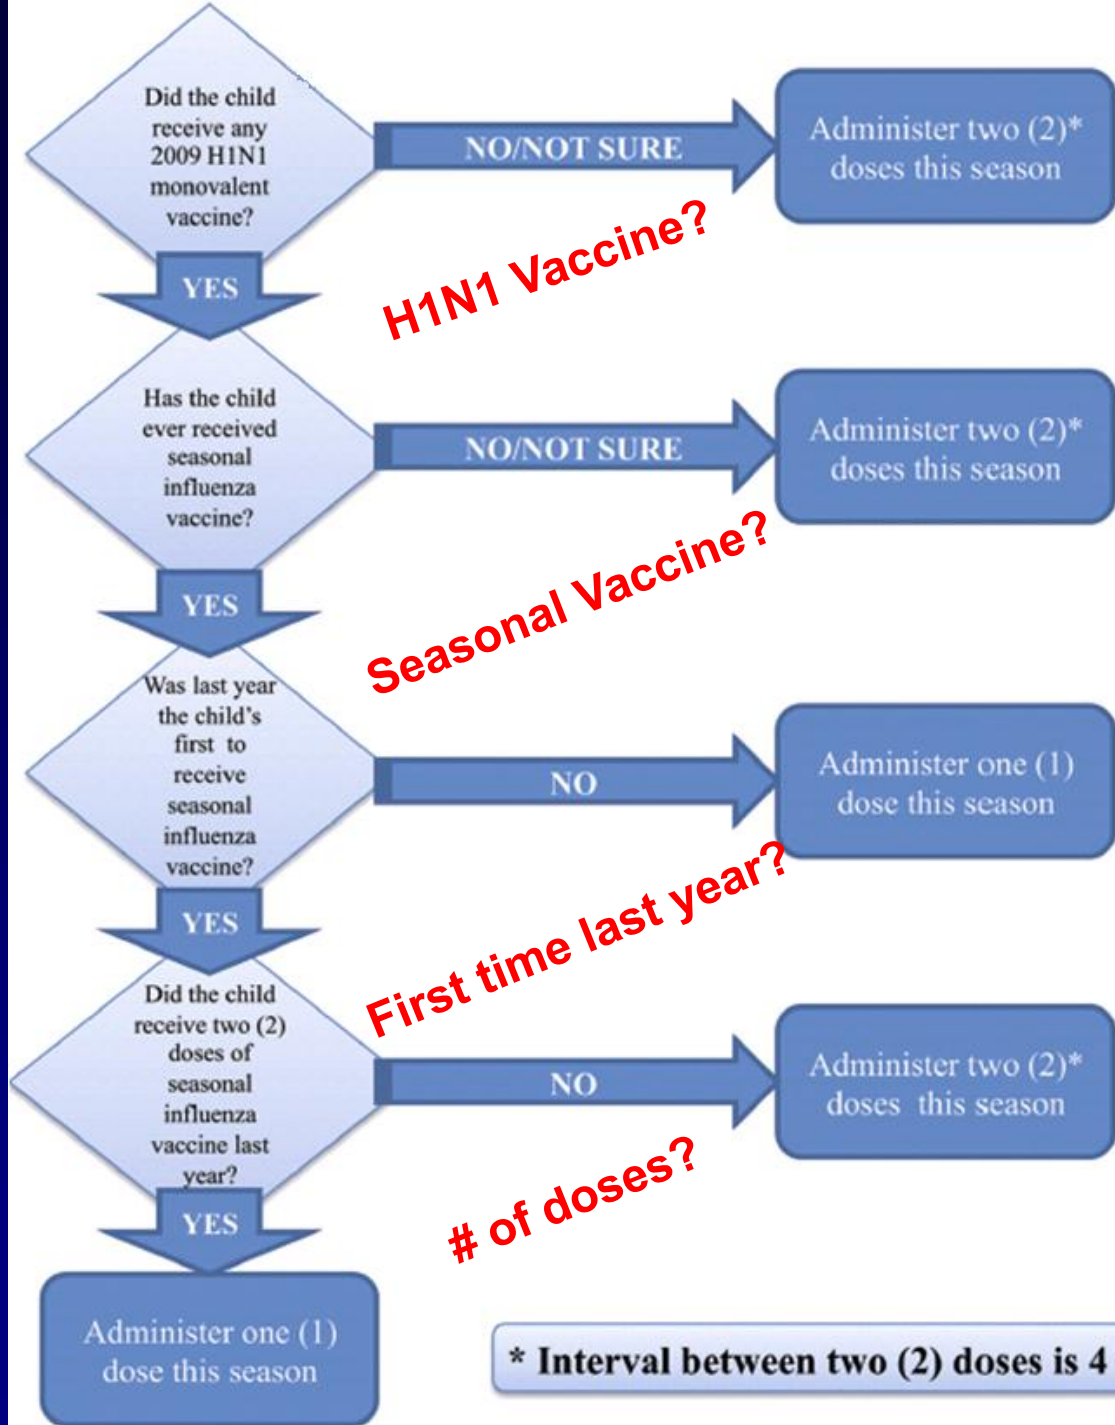 Did the child
receive any
2009 H1N1
monovalent
vaccine?
NO/NOT SURE
Administer two (2)*
doses this season
H1N1 Vaccine?
YES
Has the child
ever received
seasonal
influenza
vaccine?
NO/NOT SURE
Administer two (2)*
doses this season
Seasonal Vaccine?
YES
Was last year
the child's
first to
receive
seasonal
influenza
vaccine?
NO
Administer one (1)
dose this season
First time last year?
YES
Did the child
receive two (2)
doses of
seasonal
influenza
vaccine last
year?
NO
Administer two (2)*
doses this season
# of doses?
YES
Administer one (1)
dose this season
* Interval between two (2) doses is 4